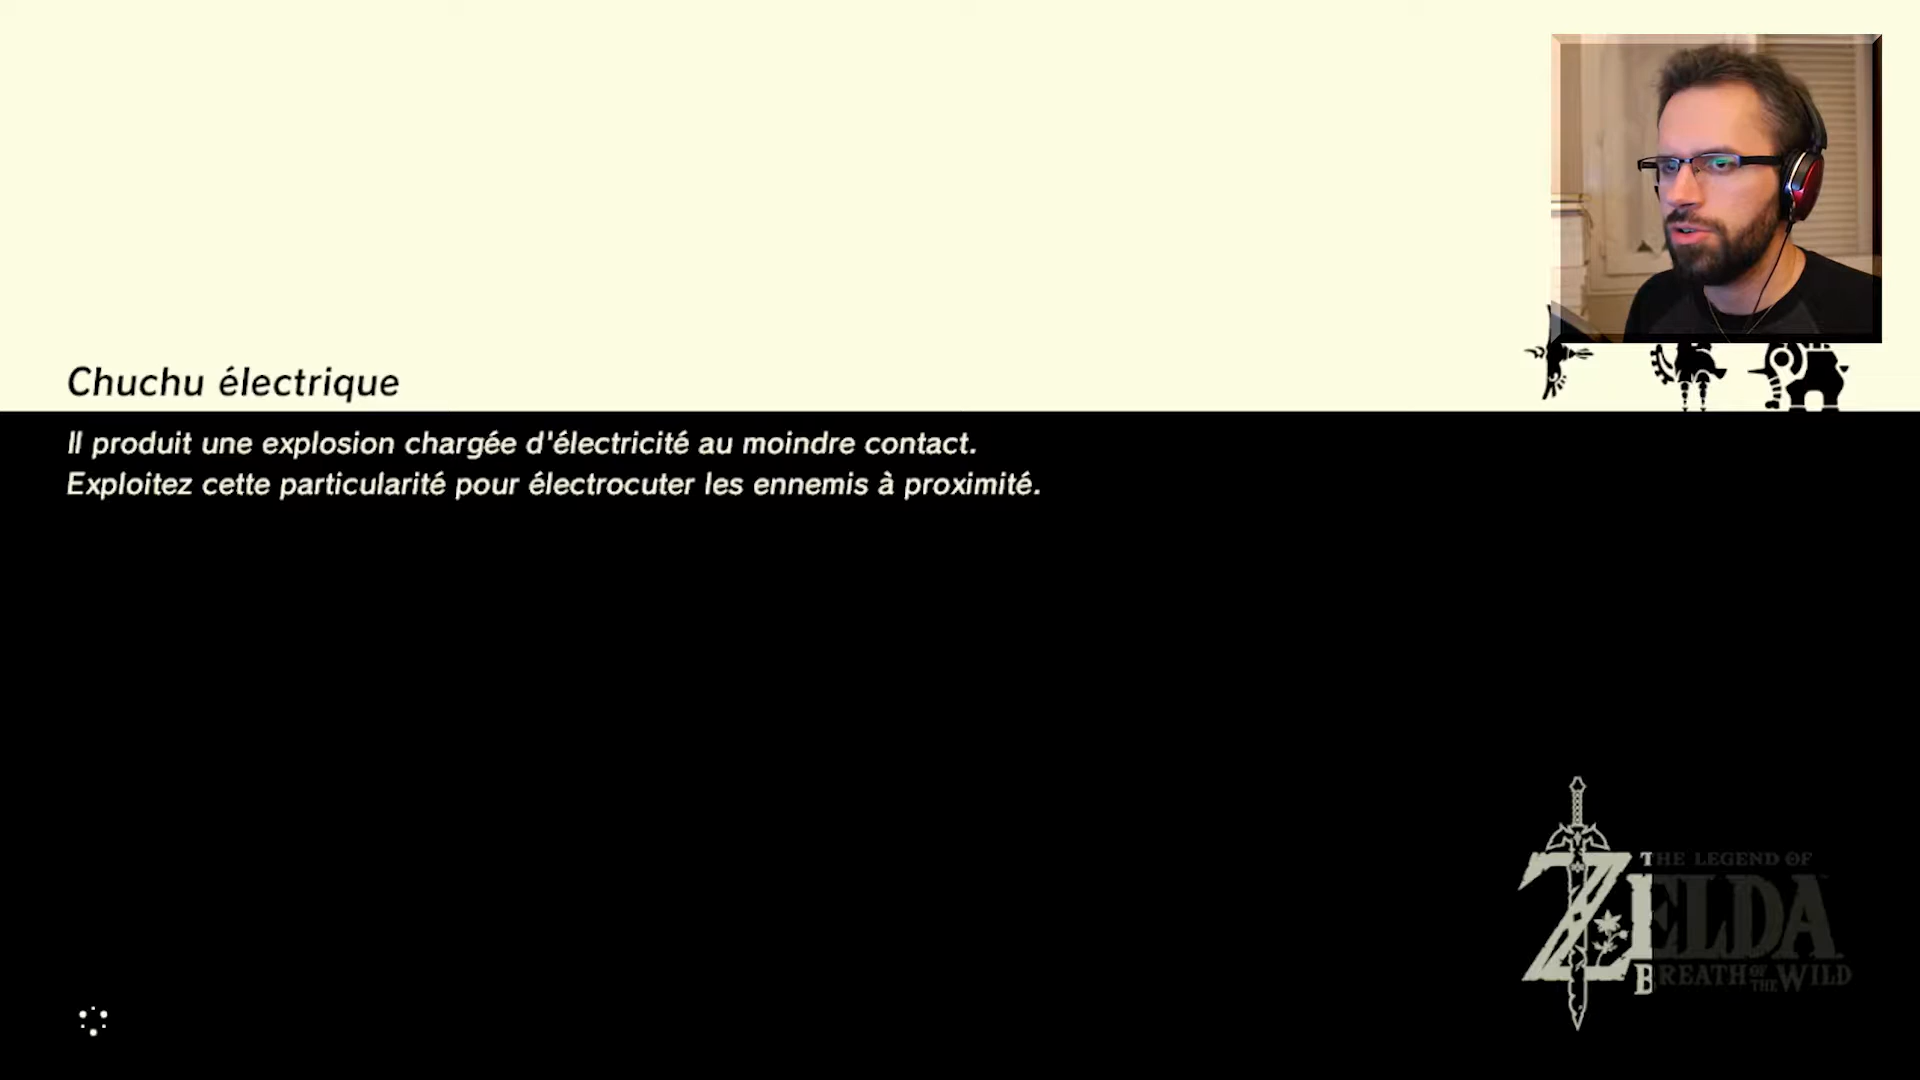 Chuchu électrique
Il produit une explosion chargée d'électricité au moindre contact.
Exploitez cette particularité pour électrocuter les ennemis à proximité.
THE LEGEND OF
ZELDA
BREATH OF THE WILD